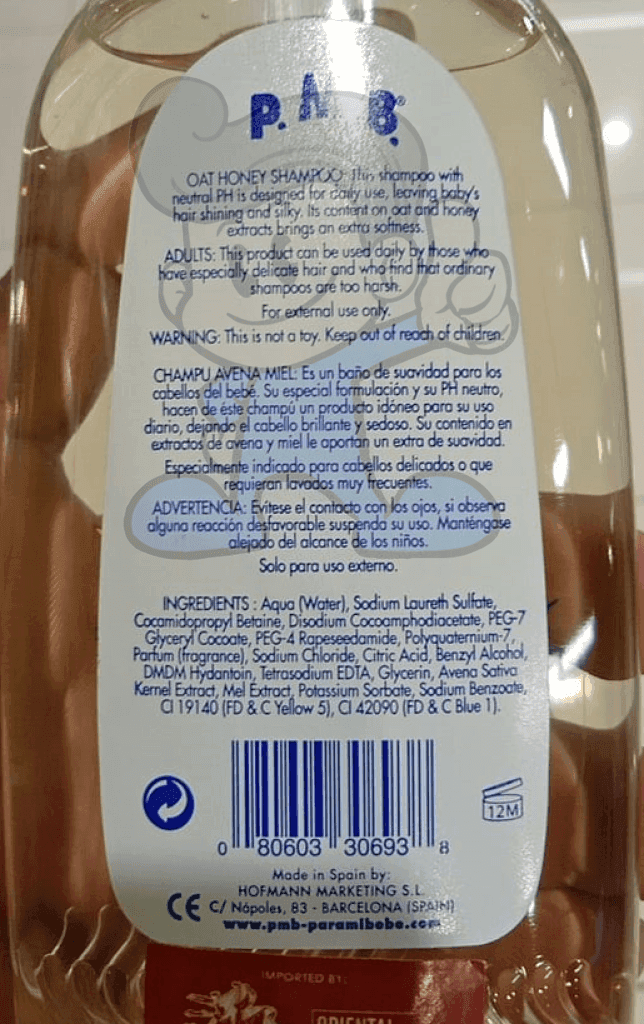 P.M.B.®
OAT HONEY SHAMPOO: This shampoo with
neutral PH is designed for daily use, leaving baby's
hair shining and silky. Its content on oat and honey
extracts brings an extra softness.
ADULTS: This product can be used daily by those who
have especially delicate hair and who find that ordinary
shampoos are too harsh.
For external use only.
WARNING: This is not a toy. Keep out of reach of children.
CHAMPU AVENA MIEL: Es un baño de suavidad para los
cabellos del bebé. Su especial formulación y su PH neutro,
hacen de éste champú un producto idóneo para su uso
diario, dejando el cabello brillante y sedoso. Su contenido en
extractos de avena y miel le aportan un extra de suavidad.
Especialmente indicado para cabellos delicados o que
requieran lavados muy frecuentes.
ADVERTENCIA: Evítese el contacto con los ojos, si observa
alguna reacción desfavorable suspenda su uso. Manténgase
alejado del alcance de los niños.
Solo para uso externo.
INGREDIENTS : Aqua (Water), Sodium Laureth Sulfate,
Cocamidopropyl Betaine, Disodium Cocoamphodiacetate, PEG-7
Glyceryl Cocoate, PEG-4 Rapeseedamide, Polyquaternium-7,
Parfum (fragrance), Sodium Chloride, Citric Acid, Benzyl Alcohol,
DMDM Hydantoin, Tetrasodium EDTA, Glycerin, Avena Sativa
Kernel Extract, Mel Extract, Potassium Sorbate, Sodium Benzoate,
CI 19140 (FD & C Yellow 5), CI 42090 (FD & C Blue 1).
12M
0 80603 30693 8
Made in Spain by:
HOFMANN MARKETING S.L.
CE C/ Nápoles, 83 - BARCELONA (SPAIN)
www.pmb-paramibebe.com
IMPORTED BY:
ORIENTAL